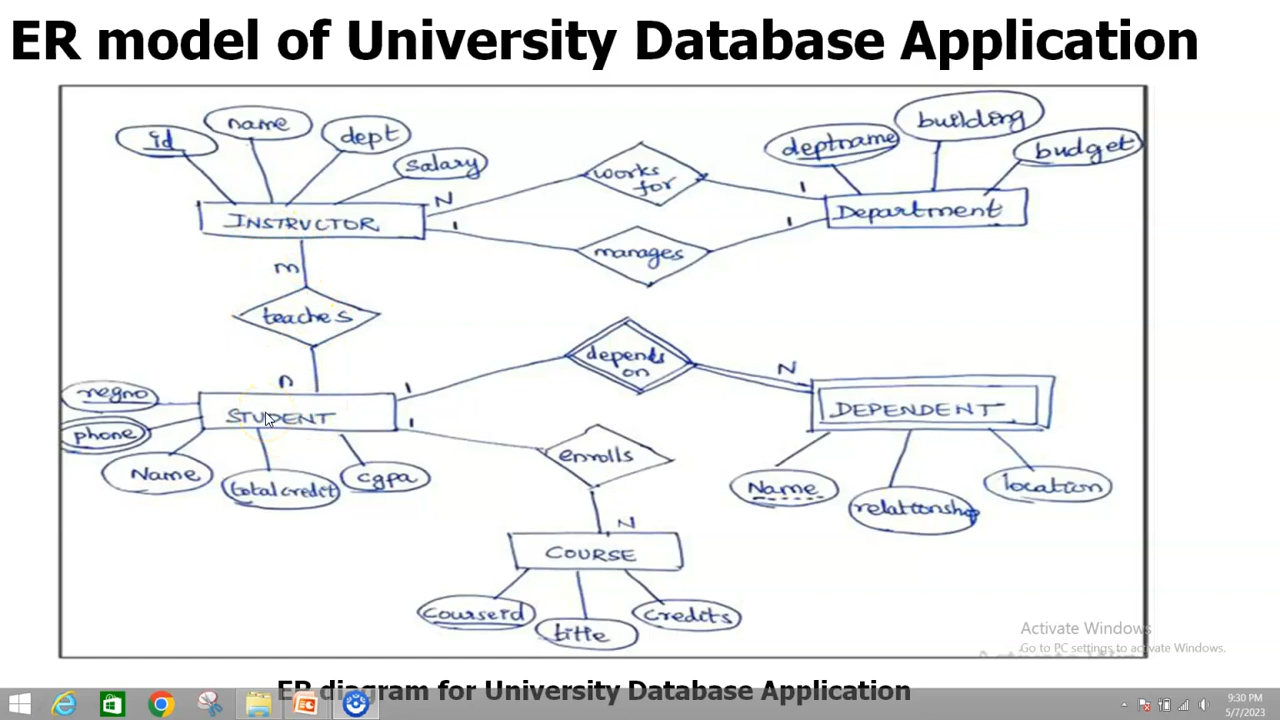 ER model of University Database Application
id
name
dept
salary
deptname
building
budget
works
for
N
1
1
1
INSTRUCTOR
Department
manages
m
teaches
n
depends
on
1
N
regno
STUDENT
DEPENDENT
phone
1
enrolls
Name
totalcredit
cgpa
Name
relationship
location
N
COURSE
courseid
title
credits
Activate Windows
Go to PC settings to activate Windows.
ER diagram for University Database Application
9:30 PM
5/7/2023